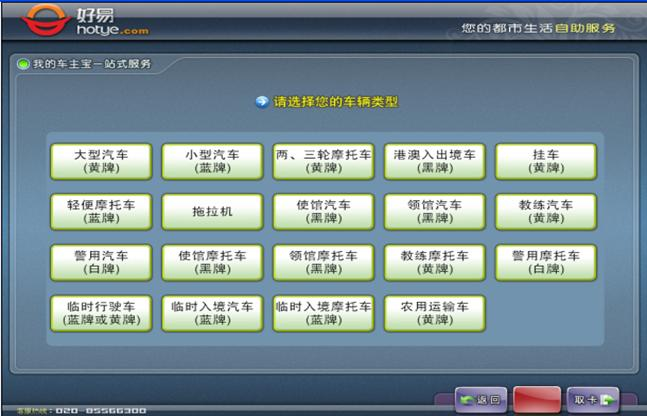 好易
hotye.com
您的都市生活自助服务
我的车主宝一站式服务
请选择您的车辆类型
大型汽车
(黄牌)
小型汽车
(蓝牌)
两、三轮摩托车
(黄牌)
港澳入出境车
(黑牌)
挂车
(黄牌)
轻便摩托车
(蓝牌)
拖拉机
使馆汽车
(黑牌)
领馆汽车
(黑牌)
教练汽车
(黄牌)
警用汽车
(白牌)
使馆摩托车
(黑牌)
领馆摩托车
(黑牌)
教练摩托车
(黄牌)
警用摩托车
(白牌)
临时行驶车
(蓝牌或黄牌)
临时入境汽车
(蓝牌)
临时入境摩托车
(蓝牌)
农用运输车
(黄牌)
返回
取卡
客服热线：020-85566300